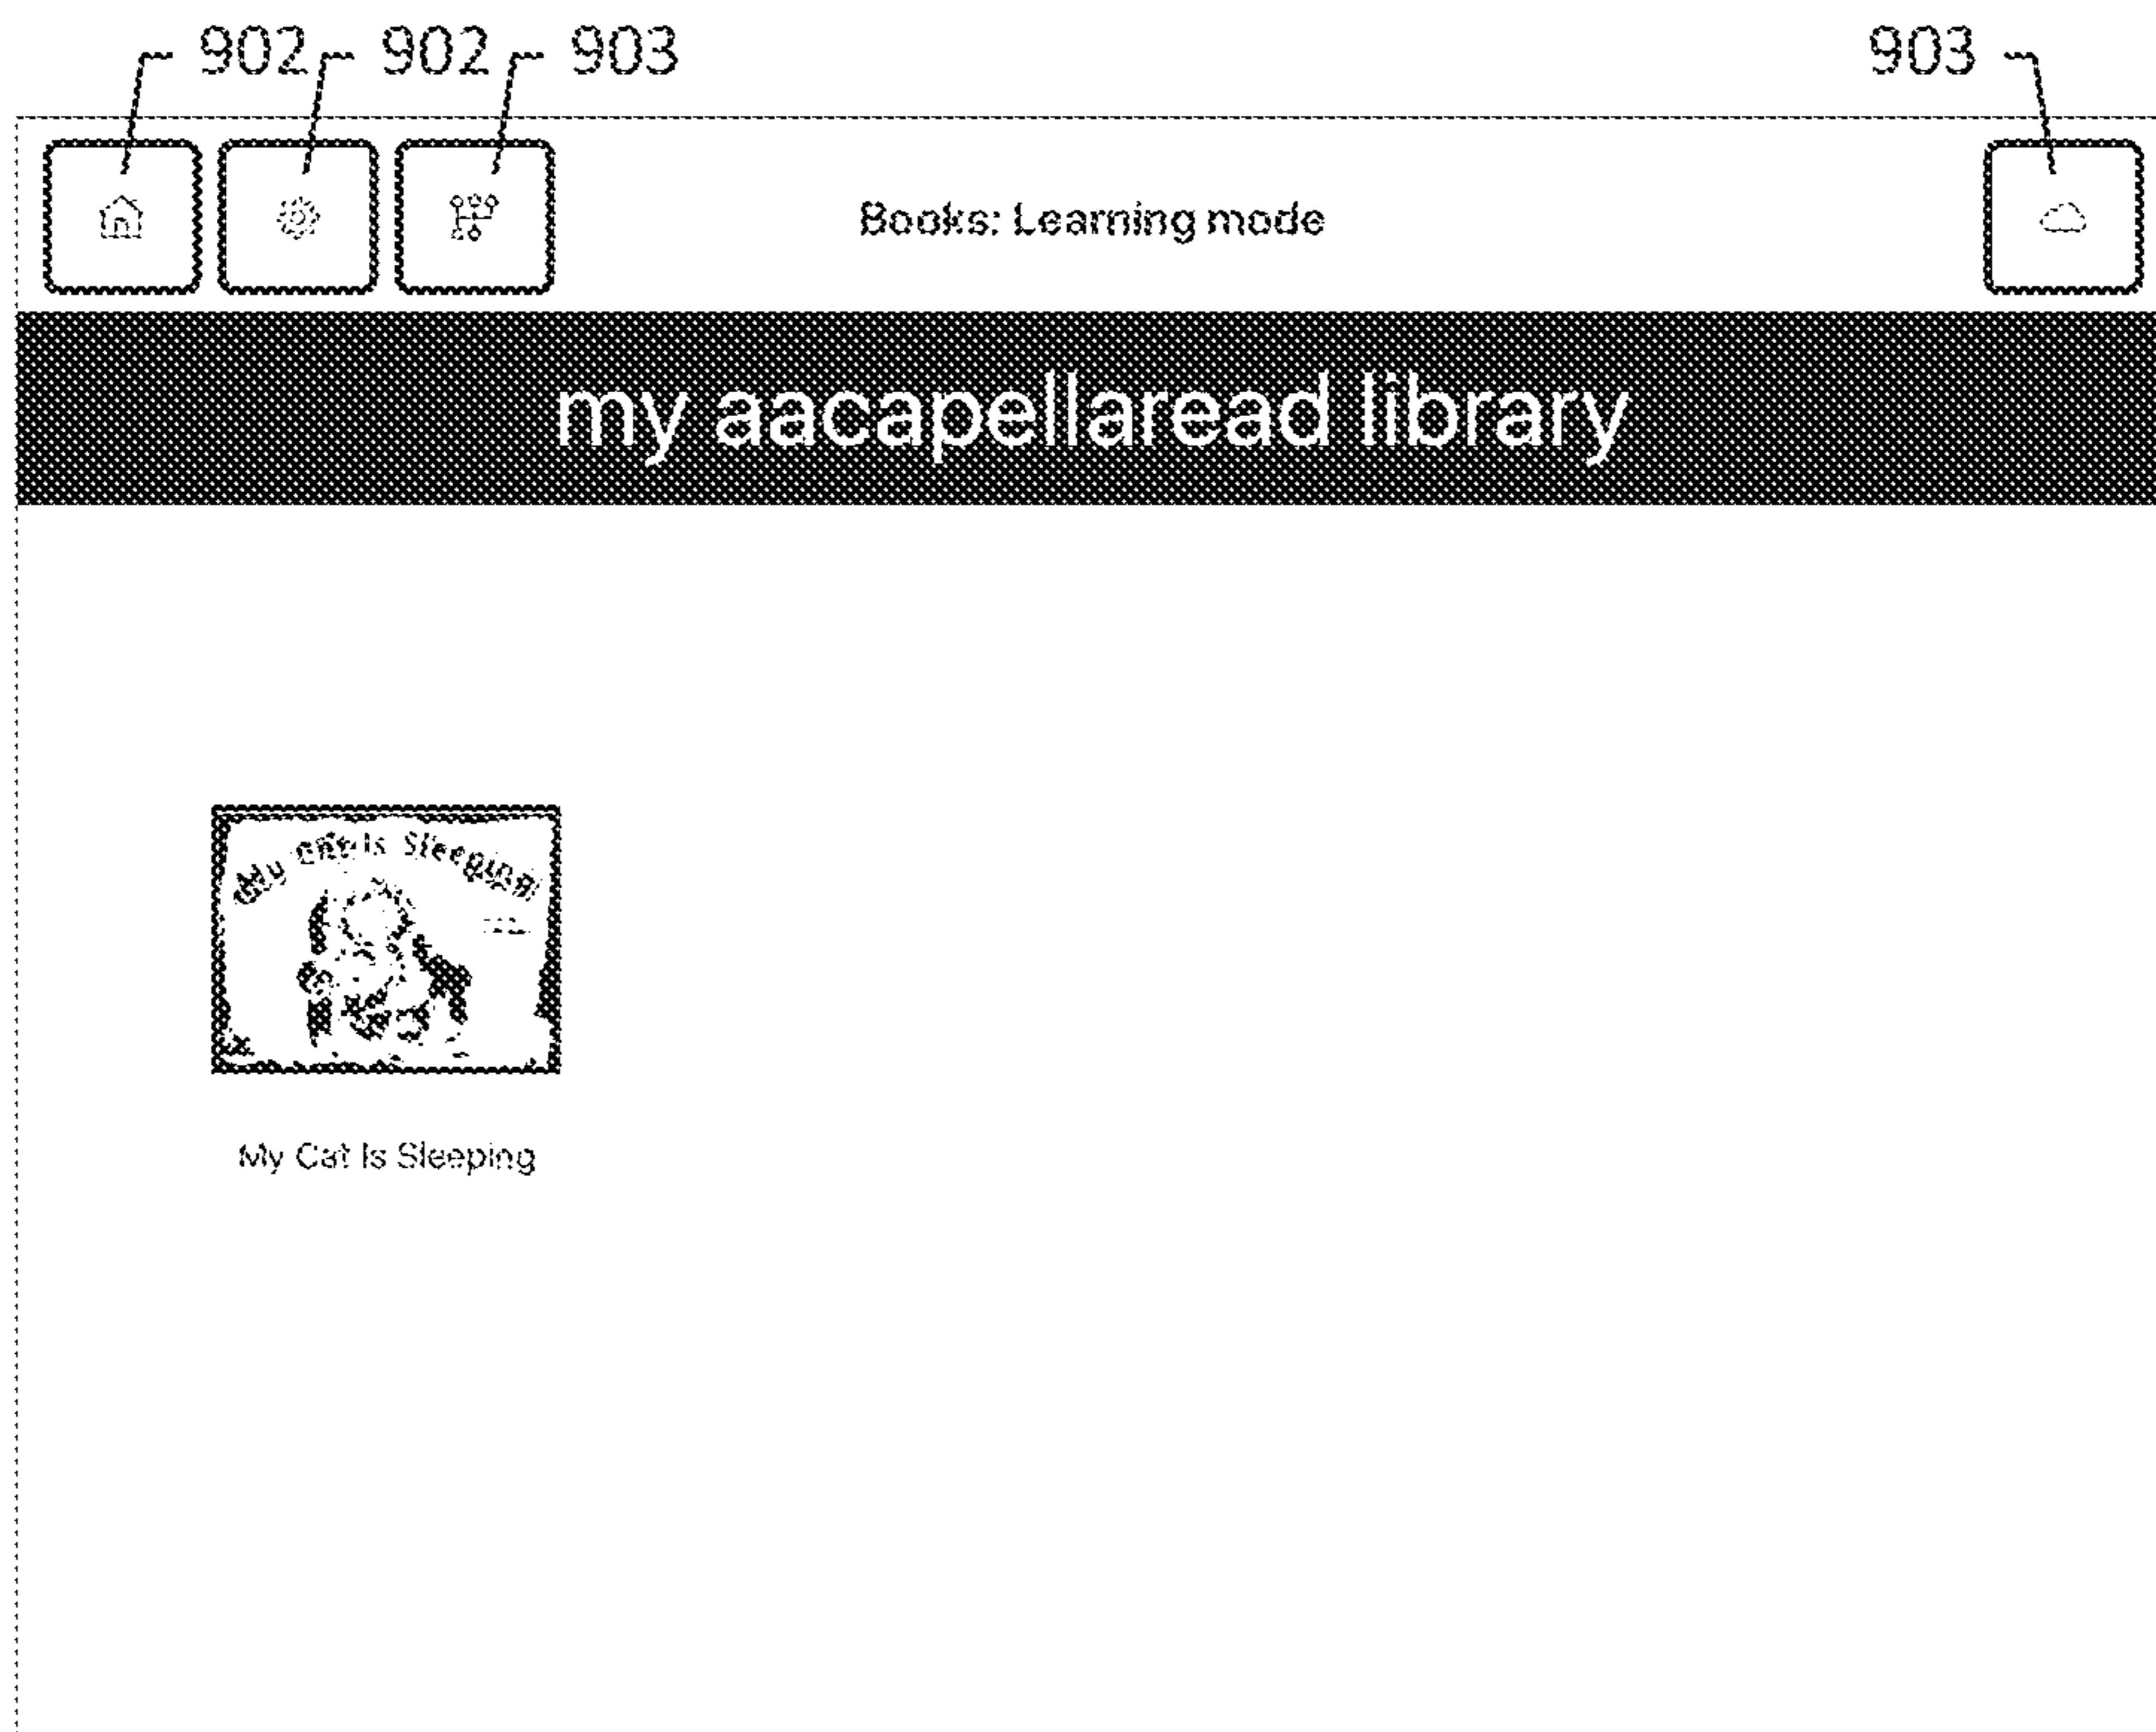 902 902 903 903
Books: Learning mode
my aacapellaread library
My Cat Is Sleeping
My Cat Is Sleeping